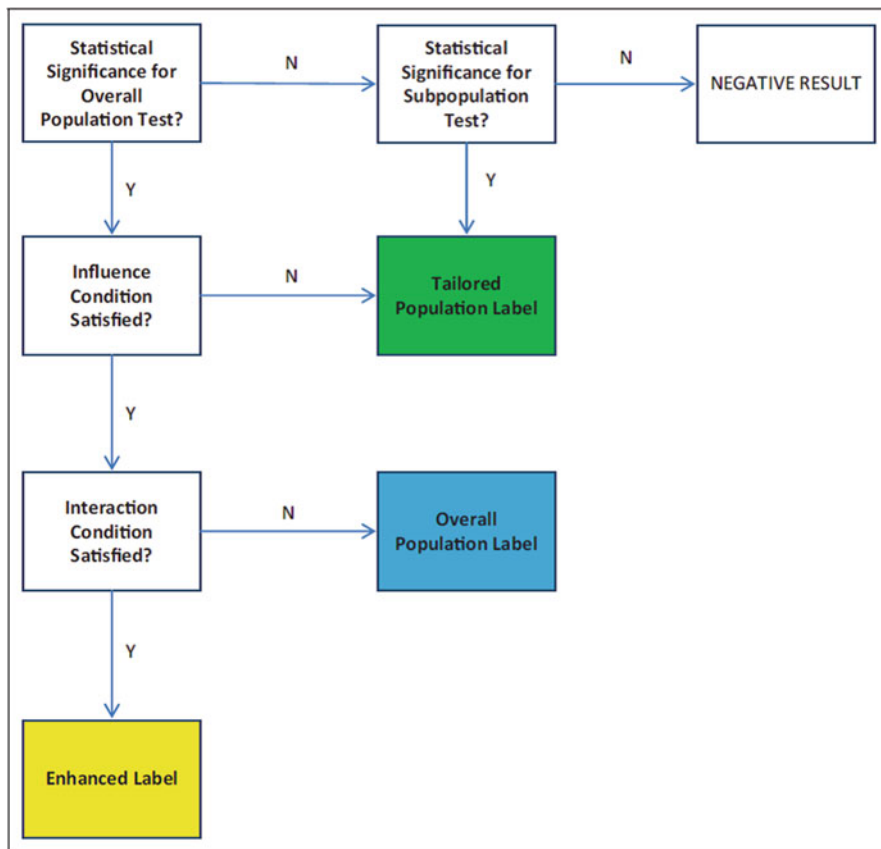 Statistical
Significance for
Overall
Population Test?
N
Statistical
Significance for
Subpopulation
Test?
N
NEGATIVE RESULT
Y
Y
Influence
Condition
Satisfied?
N
Tailored
Population Label
Y
Interaction
Condition
Satisfied?
N
Overall
Population Label
Y
Enhanced Label